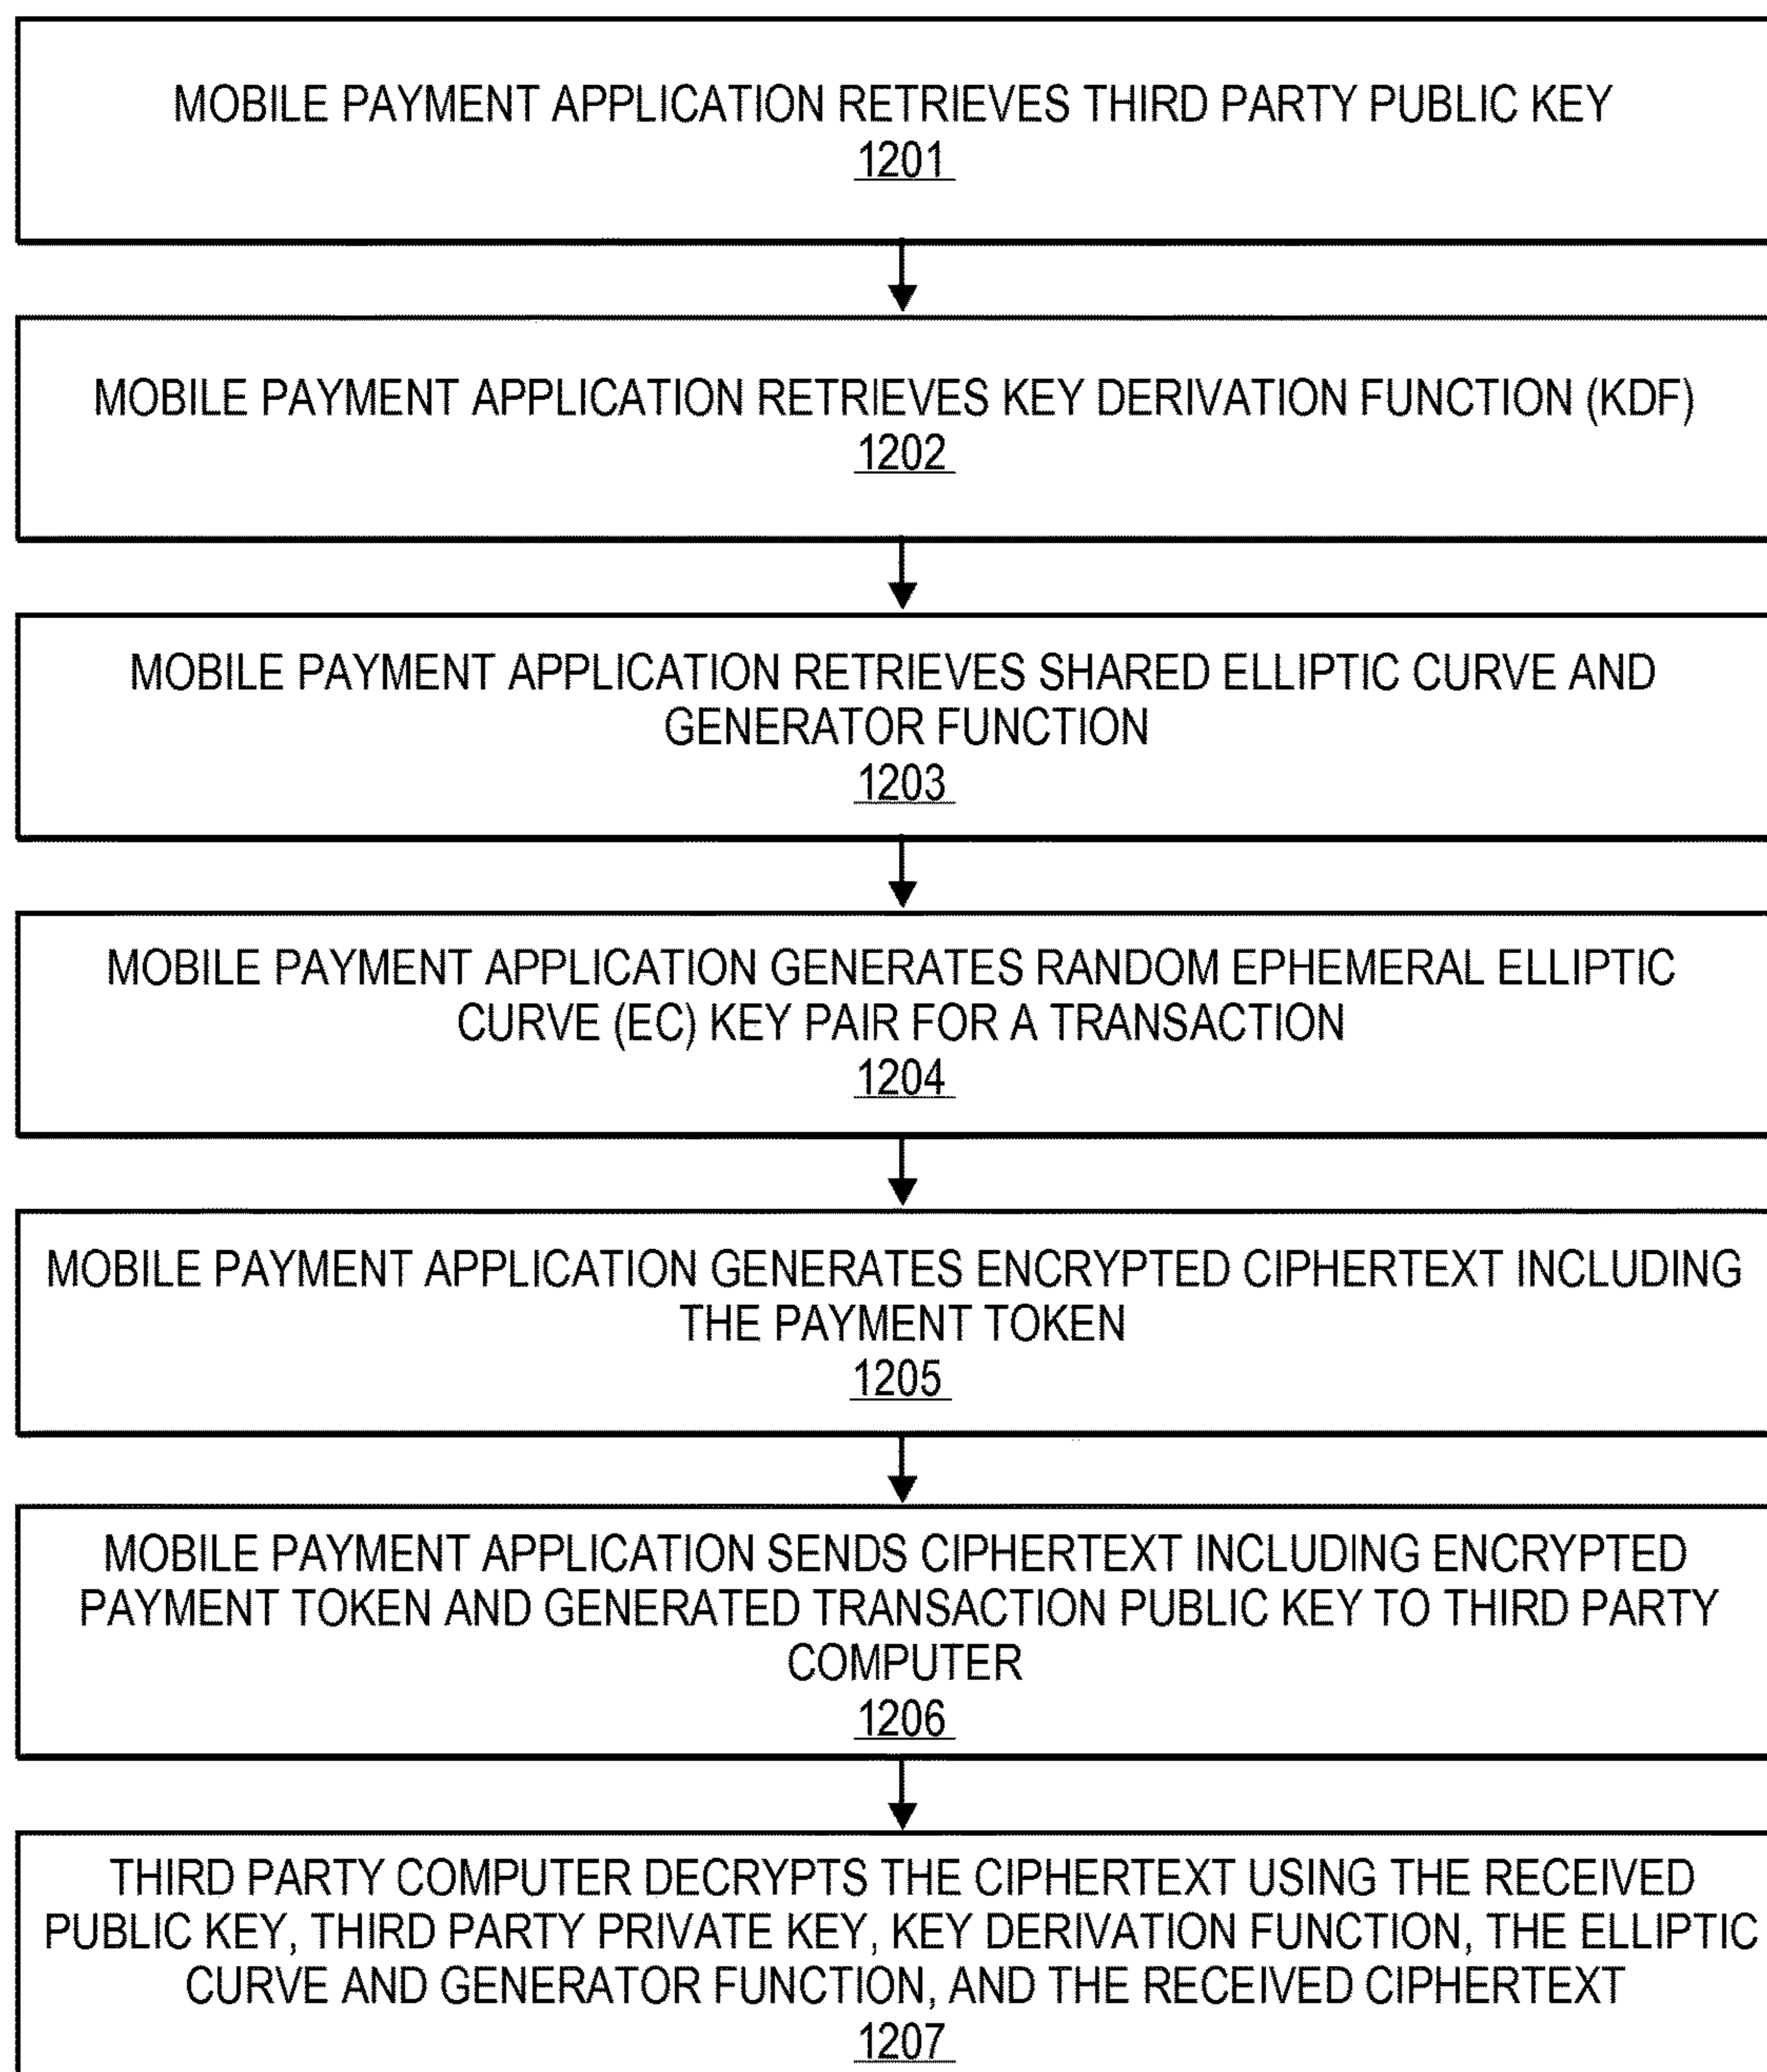 MOBILE PAYMENT APPLICATION RETRIEVES THIRD PARTY PUBLIC KEY
1201
MOBILE PAYMENT APPLICATION RETRIEVES KEY DERIVATION FUNCTION (KDF)
1202
MOBILE PAYMENT APPLICATION RETRIEVES SHARED ELLIPTIC CURVE AND
GENERATOR FUNCTION
1203
MOBILE PAYMENT APPLICATION GENERATES RANDOM EPHEMERAL ELLIPTIC
CURVE (EC) KEY PAIR FOR A TRANSACTION
1204
MOBILE PAYMENT APPLICATION GENERATES ENCRYPTED CIPHERTEXT INCLUDING
THE PAYMENT TOKEN
1205
MOBILE PAYMENT APPLICATION SENDS CIPHERTEXT INCLUDING ENCRYPTED
PAYMENT TOKEN AND GENERATED TRANSACTION PUBLIC KEY TO THIRD PARTY
COMPUTER
1206
THIRD PARTY COMPUTER DECRYPTS THE CIPHERTEXT USING THE RECEIVED
PUBLIC KEY, THIRD PARTY PRIVATE KEY, KEY DERIVATION FUNCTION, THE ELLIPTIC
CURVE AND GENERATOR FUNCTION, AND THE RECEIVED CIPHERTEXT
1207